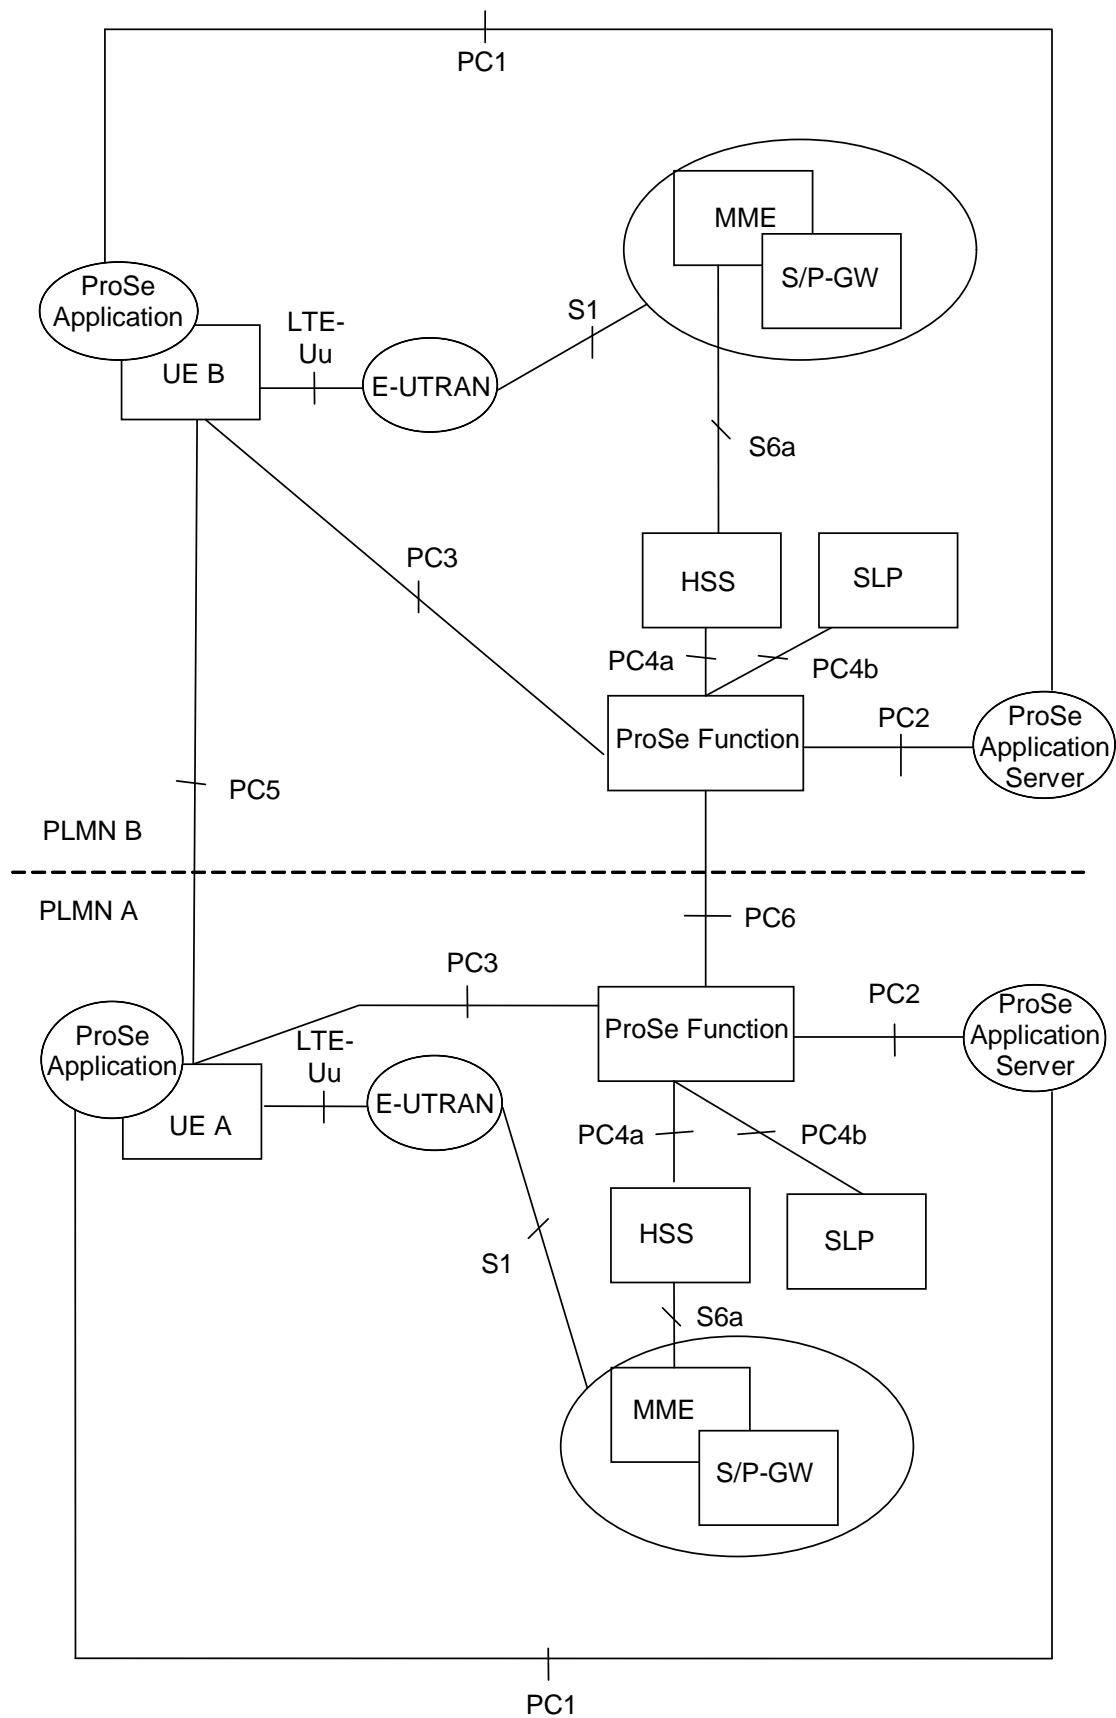 PC1
MME
S/P-GW
ProSe
Application
UE B
LTE-
Uu
E-UTRAN
S1
S6a
PC3
HSS
SLP
PC4a
PC4b
ProSe Function
PC2
ProSe
Application
Server
PC5
PLMN B
PLMN A
PC6
PC3
ProSe
Application
UE A
LTE-
Uu
E-UTRAN
ProSe Function
PC2
ProSe
Application
Server
PC4a
PC4b
HSS
SLP
S1
S6a
MME
S/P-GW
PC1